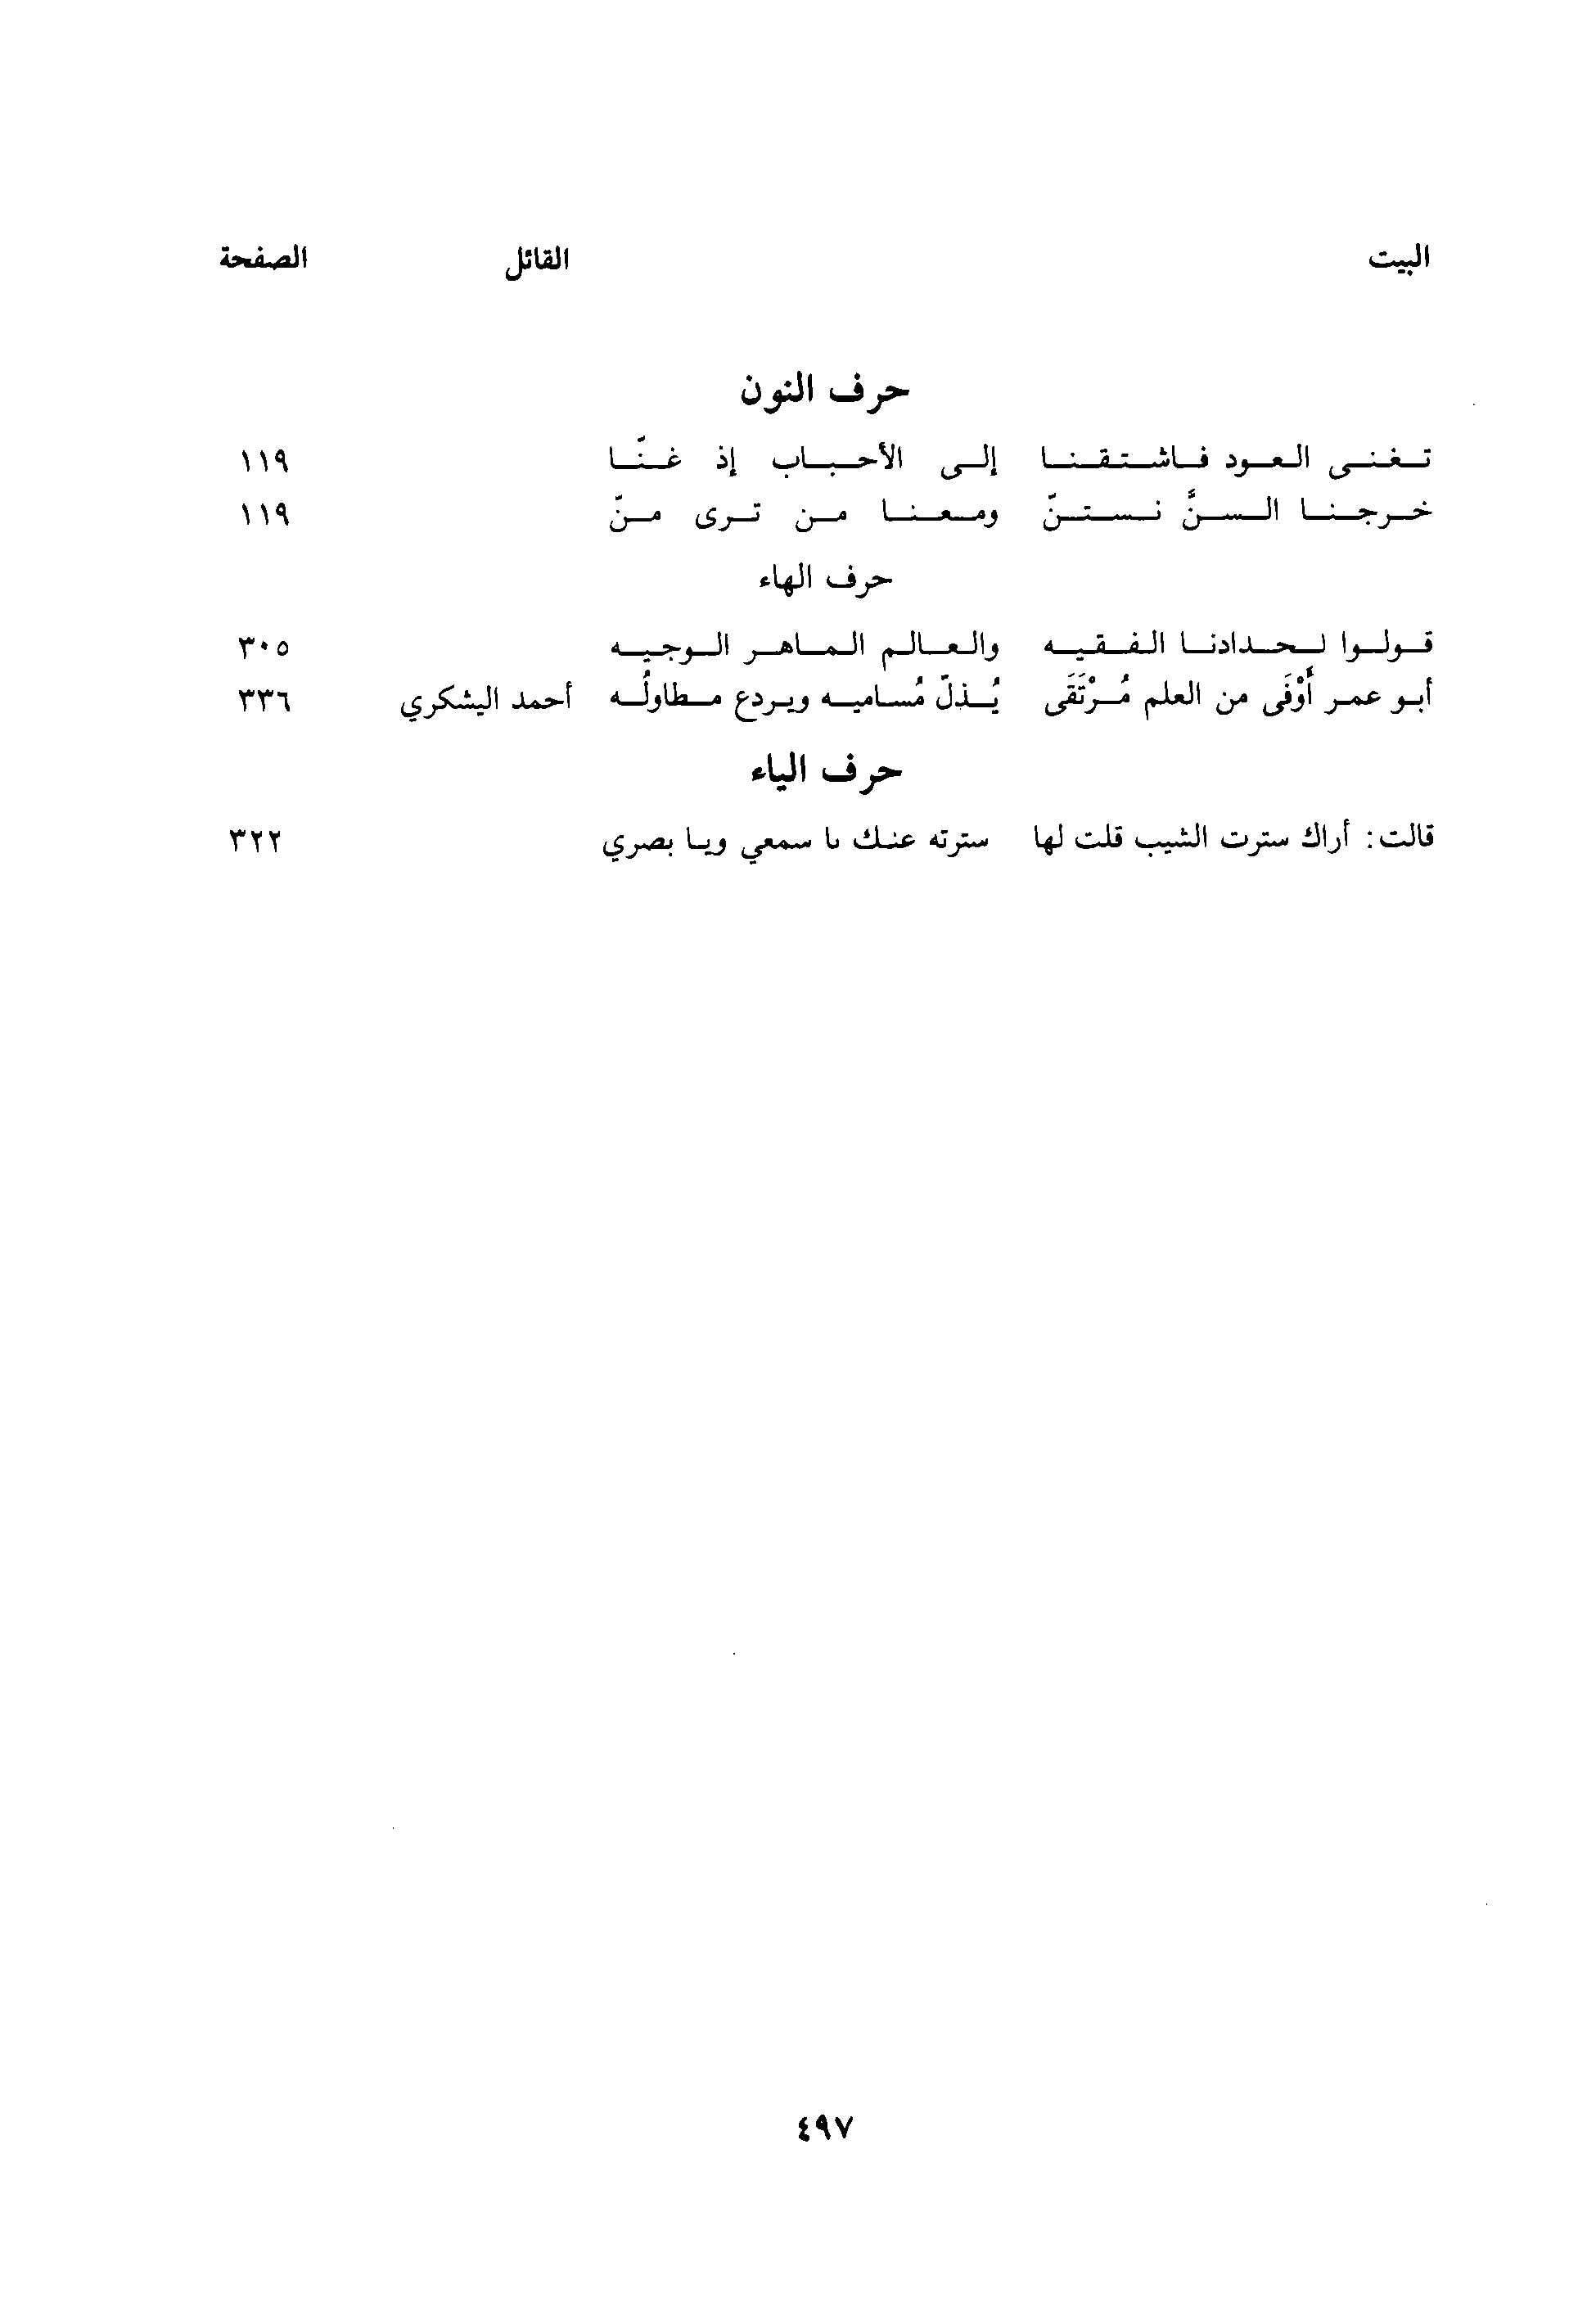 البيت القائل الصفحة
حرف النون
تغنى العود فاشتقنا إلى الأحباب إذ غنّا ١١٩
خرجنا السنَّ نستنّ ومعنا من ترى منّ ١١٩
حرف الهاء
قولوا لحدادنا الفقيه والعالم الماهر الوجيه ٣٠٥
أبو عمر أَوْفَى من العلم مُرْتَقَى يُذلّ مُساميه ويردع مطاولُه أحمد اليشكري ٣٣٦
حرف الياء
قالت: أراك سترت الشيب قلت لها سترته عنك يا سمعي ويا بصري ٣٢٢
٤٩٧